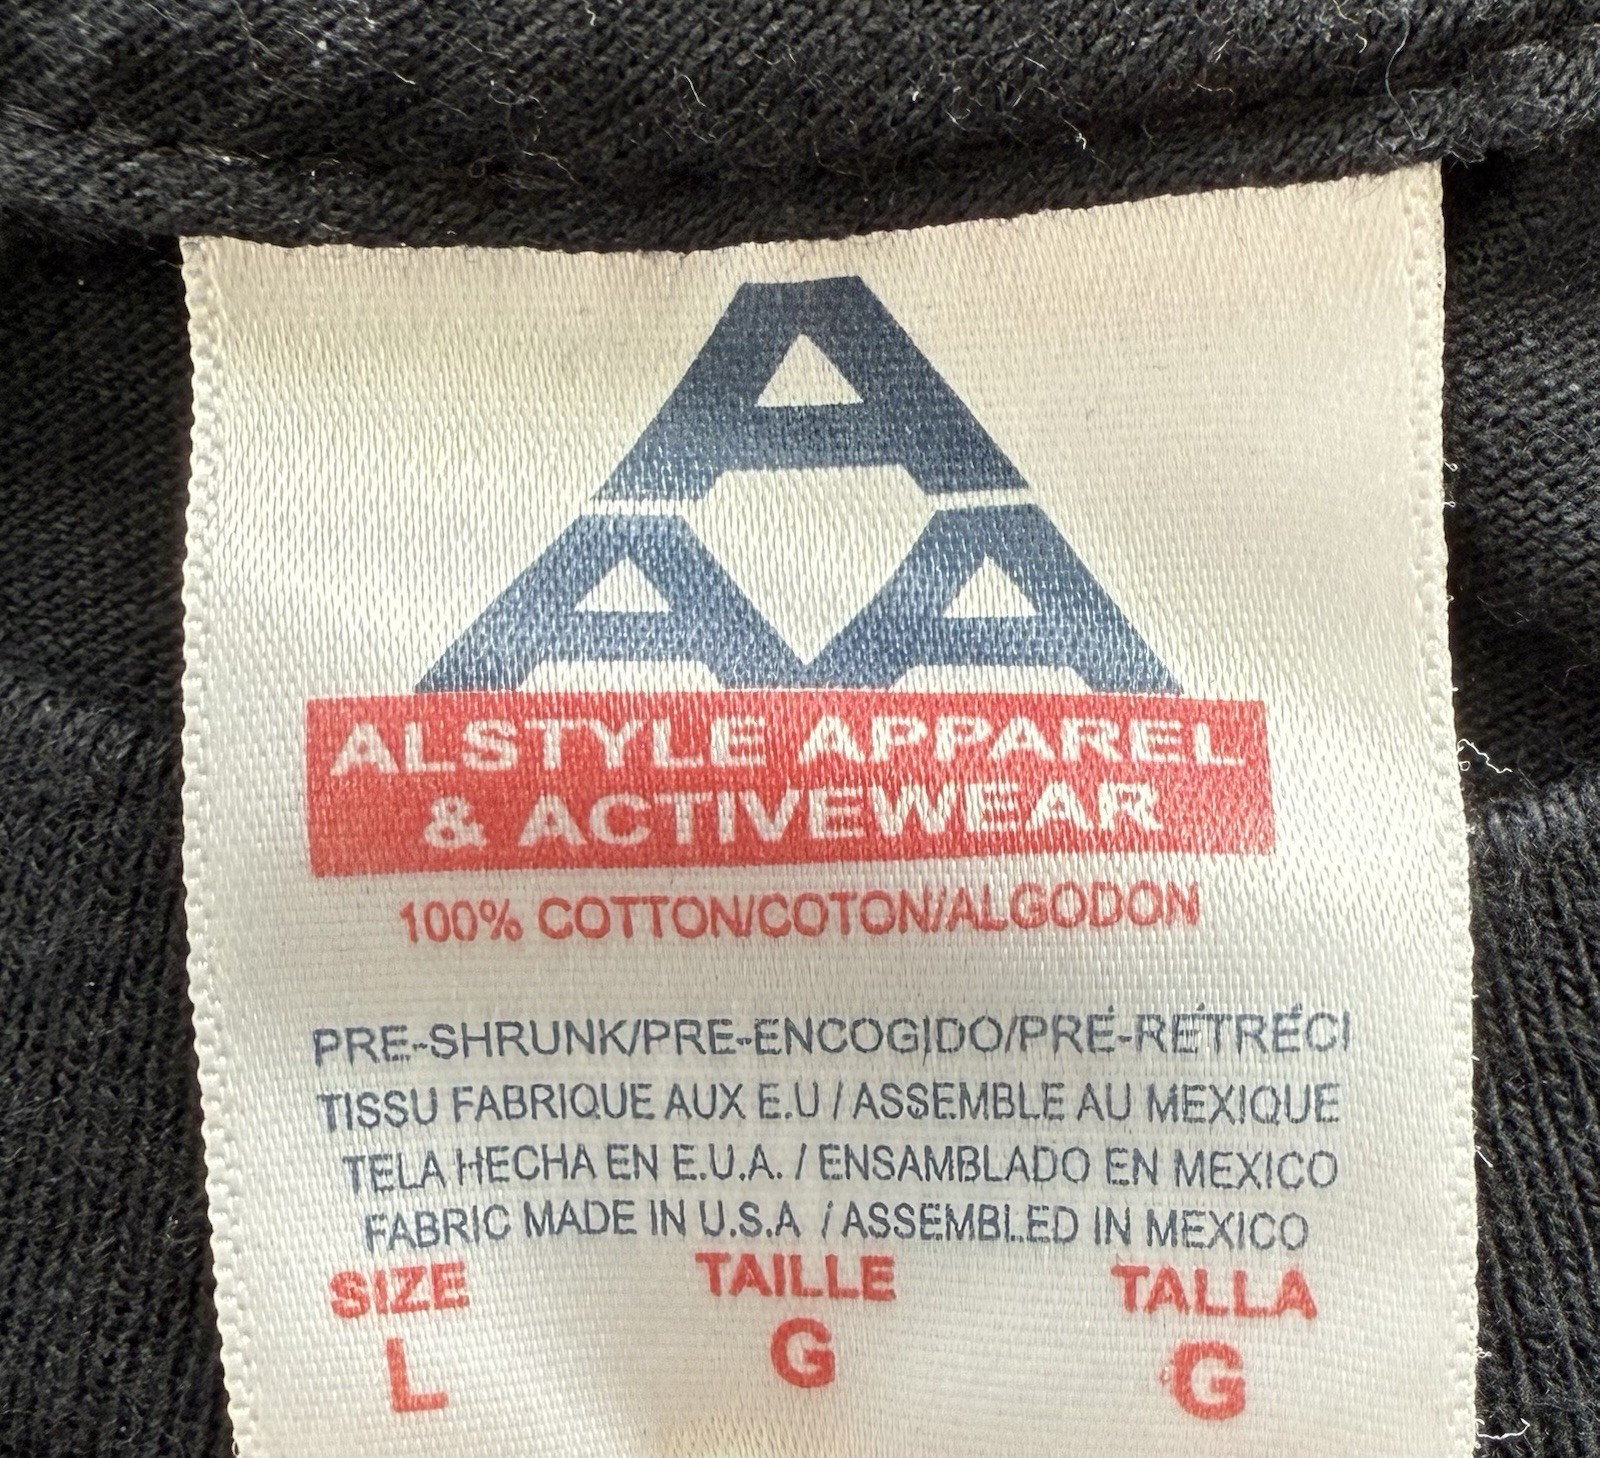 A
A A
ALSTYLE APPAREL
& ACTIVEWEAR
100% COTTON/COTON/ALGODON
PRE-SHRUNK/PRE-ENCOGIDO/PRÉ-RÉTRÉCI
TISSU FABRIQUE AUX E.U / ASSEMBLE AU MEXIQUE
TELA HECHA EN E.U.A. / ENSAMBLADO EN MEXICO
FABRIC MADE IN U.S.A / ASSEMBLED IN MEXICO
SIZE TAILLE TALLA
L G G